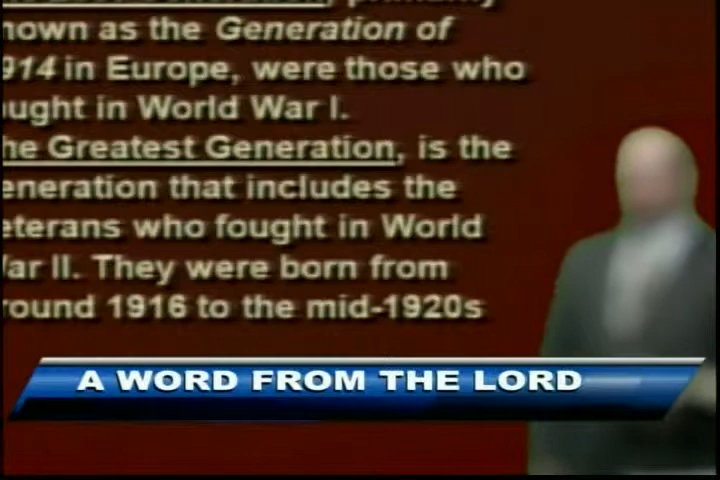 nown as the Generation of
914 in Europe, were those who
ught in World War I.
he Greatest Generation, is the
eneration that includes the
eterans who fought in World
ar II. They were born from
round 1916 to the mid-1920s
A WORD FROM THE LORD